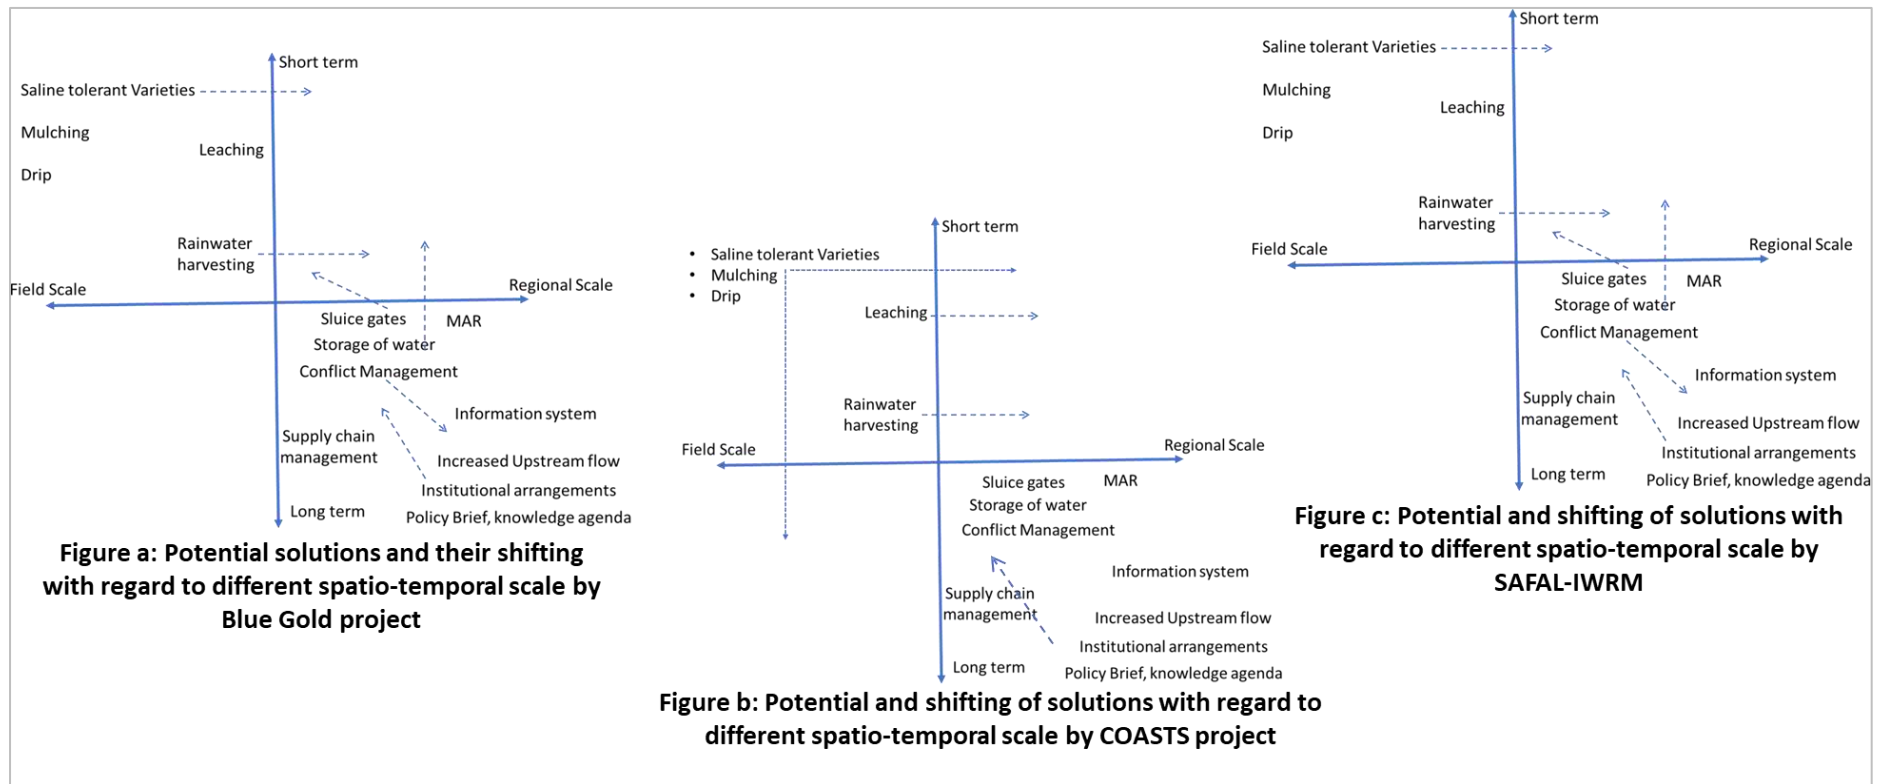 Short term
Saline tolerant Varieties
Mulching
Leaching
Drip
Rainwater
harvesting
Field Scale
Regional Scale
Sluice gates
MAR
Storage of water
Conflict Management
Information system
Supply chain
management
Increased Upstream flow
Institutional arrangements
Long term
Policy Brief, knowledge agenda
Figure a: Potential solutions and their shifting
with regard to different spatio-temporal scale by
Blue Gold project
Short term
• Saline tolerant Varieties
• Mulching
• Drip
Leaching
Rainwater
harvesting
Field Scale
Regional Scale
Sluice gates
MAR
Storage of water
Conflict Management
Information system
Supply chain
management
Increased Upstream flow
Institutional arrangements
Long term
Policy Brief, knowledge agenda
Figure b: Potential and shifting of solutions with regard to
different spatio-temporal scale by COASTS project
Short term
Saline tolerant Varieties
Mulching
Leaching
Drip
Rainwater
harvesting
Field Scale
Regional Scale
Sluice gates
MAR
Storage of water
Conflict Management
Information system
Supply chain
management
Increased Upstream flow
Institutional arrangements
Long term
Policy Brief, knowledge agenda
Figure c: Potential and shifting of solutions with
regard to different spatio-temporal scale by
SAFAL-IWRM